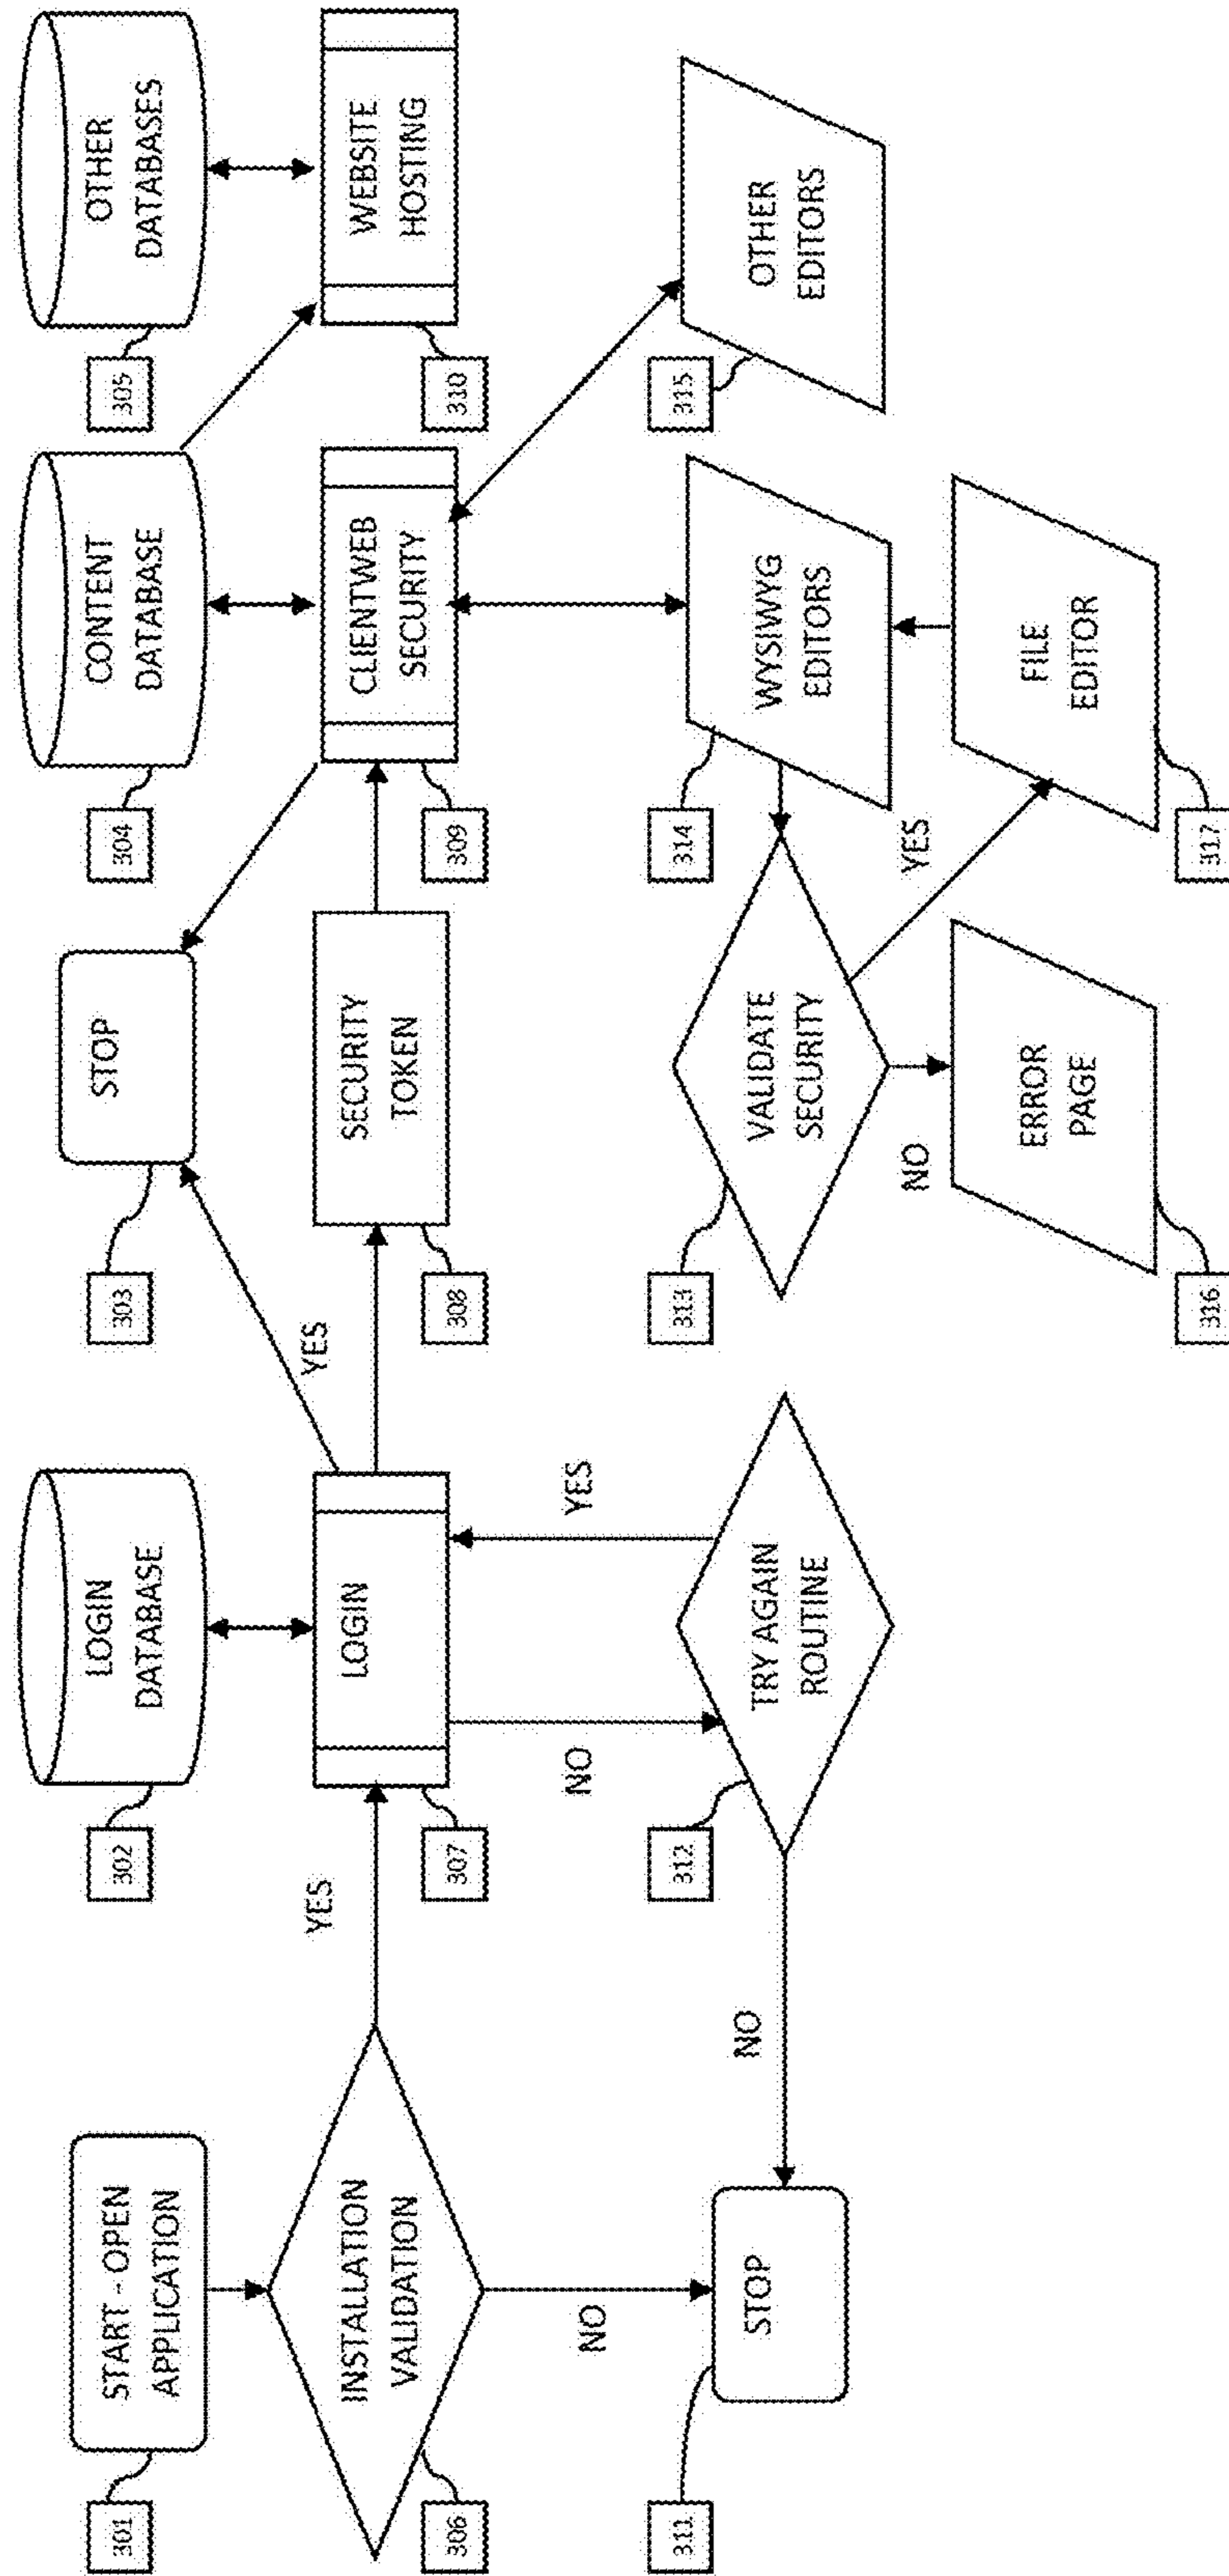 START - OPEN
APPLICATION
301
LOGIN
DATABASE
302
STOP
303
CONTENT
DATABASE
304
OTHER
DATABASES
305
INSTALLATION
VALIDATION
306
YES
LOGIN
307
YES
SECURITY
TOKEN
308
CLIENTWEB
SECURITY
309
WEBSITE
HOSTING
310
NO
NO
YES
STOP
311
NO
TRY AGAIN
ROUTINE
312
VALIDATE
SECURITY
313
WYSIWYG
EDITORS
314
OTHER
EDITORS
315
NO
YES
ERROR
PAGE
316
FILE
EDITOR
317